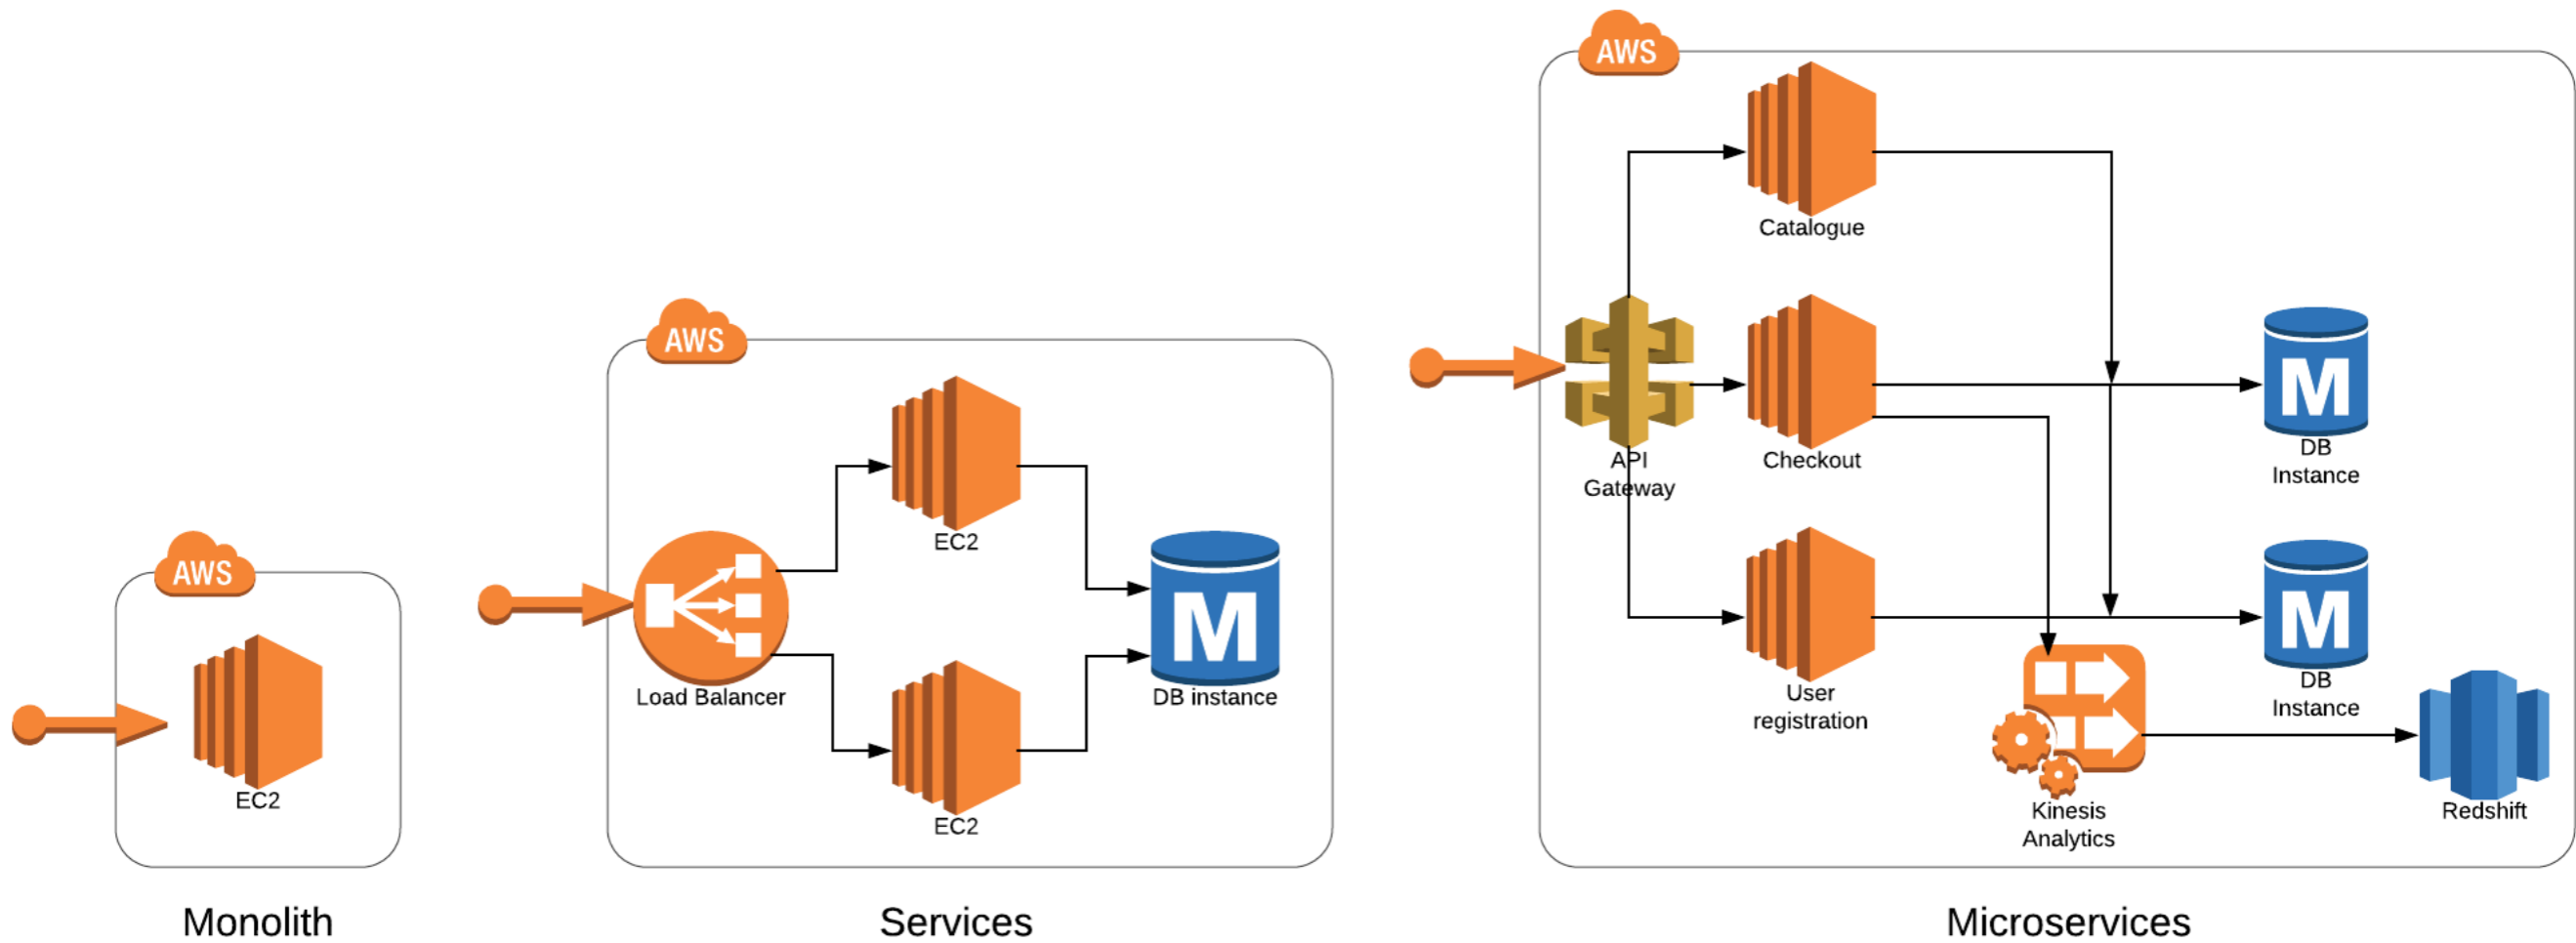 AWS
EC2
Monolith
AWS
Load Balancer
EC2
EC2
M
DB instance
Services
AWS
Catalogue
API
Gateway
Checkout
User
registration
M
DB
Instance
M
DB
Instance
Kinesis
Analytics
Redshift
Microservices